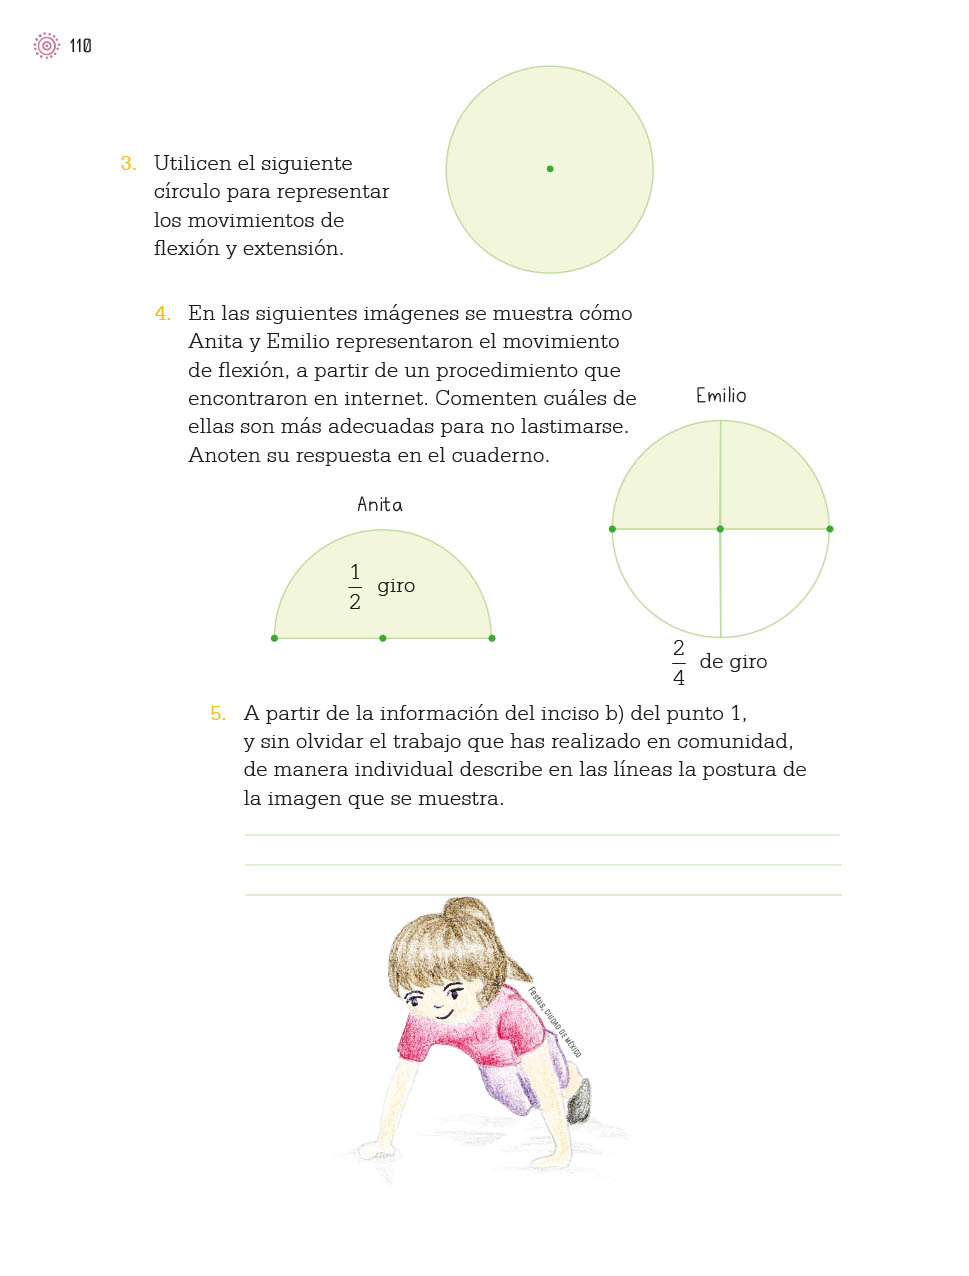 110
3. Utilicen el siguiente
círculo para representar
los movimientos de
flexión y extensión.
4. En las siguientes imágenes se muestra cómo
Anita y Emilio representaron el movimiento
de flexión, a partir de un procedimiento que
encontraron en internet. Comenten cuáles de
ellas son más adecuadas para no lastimarse.
Anoten su respuesta en el cuaderno.
Emilio
Anita
1/2 giro
2/4 de giro
5. A partir de la información del inciso b) del punto 1,
y sin olvidar el trabajo que has realizado en comunidad,
de manera individual describe en las líneas la postura de
la imagen que se muestra.
Festus, CIUDAD DE MÉXICO